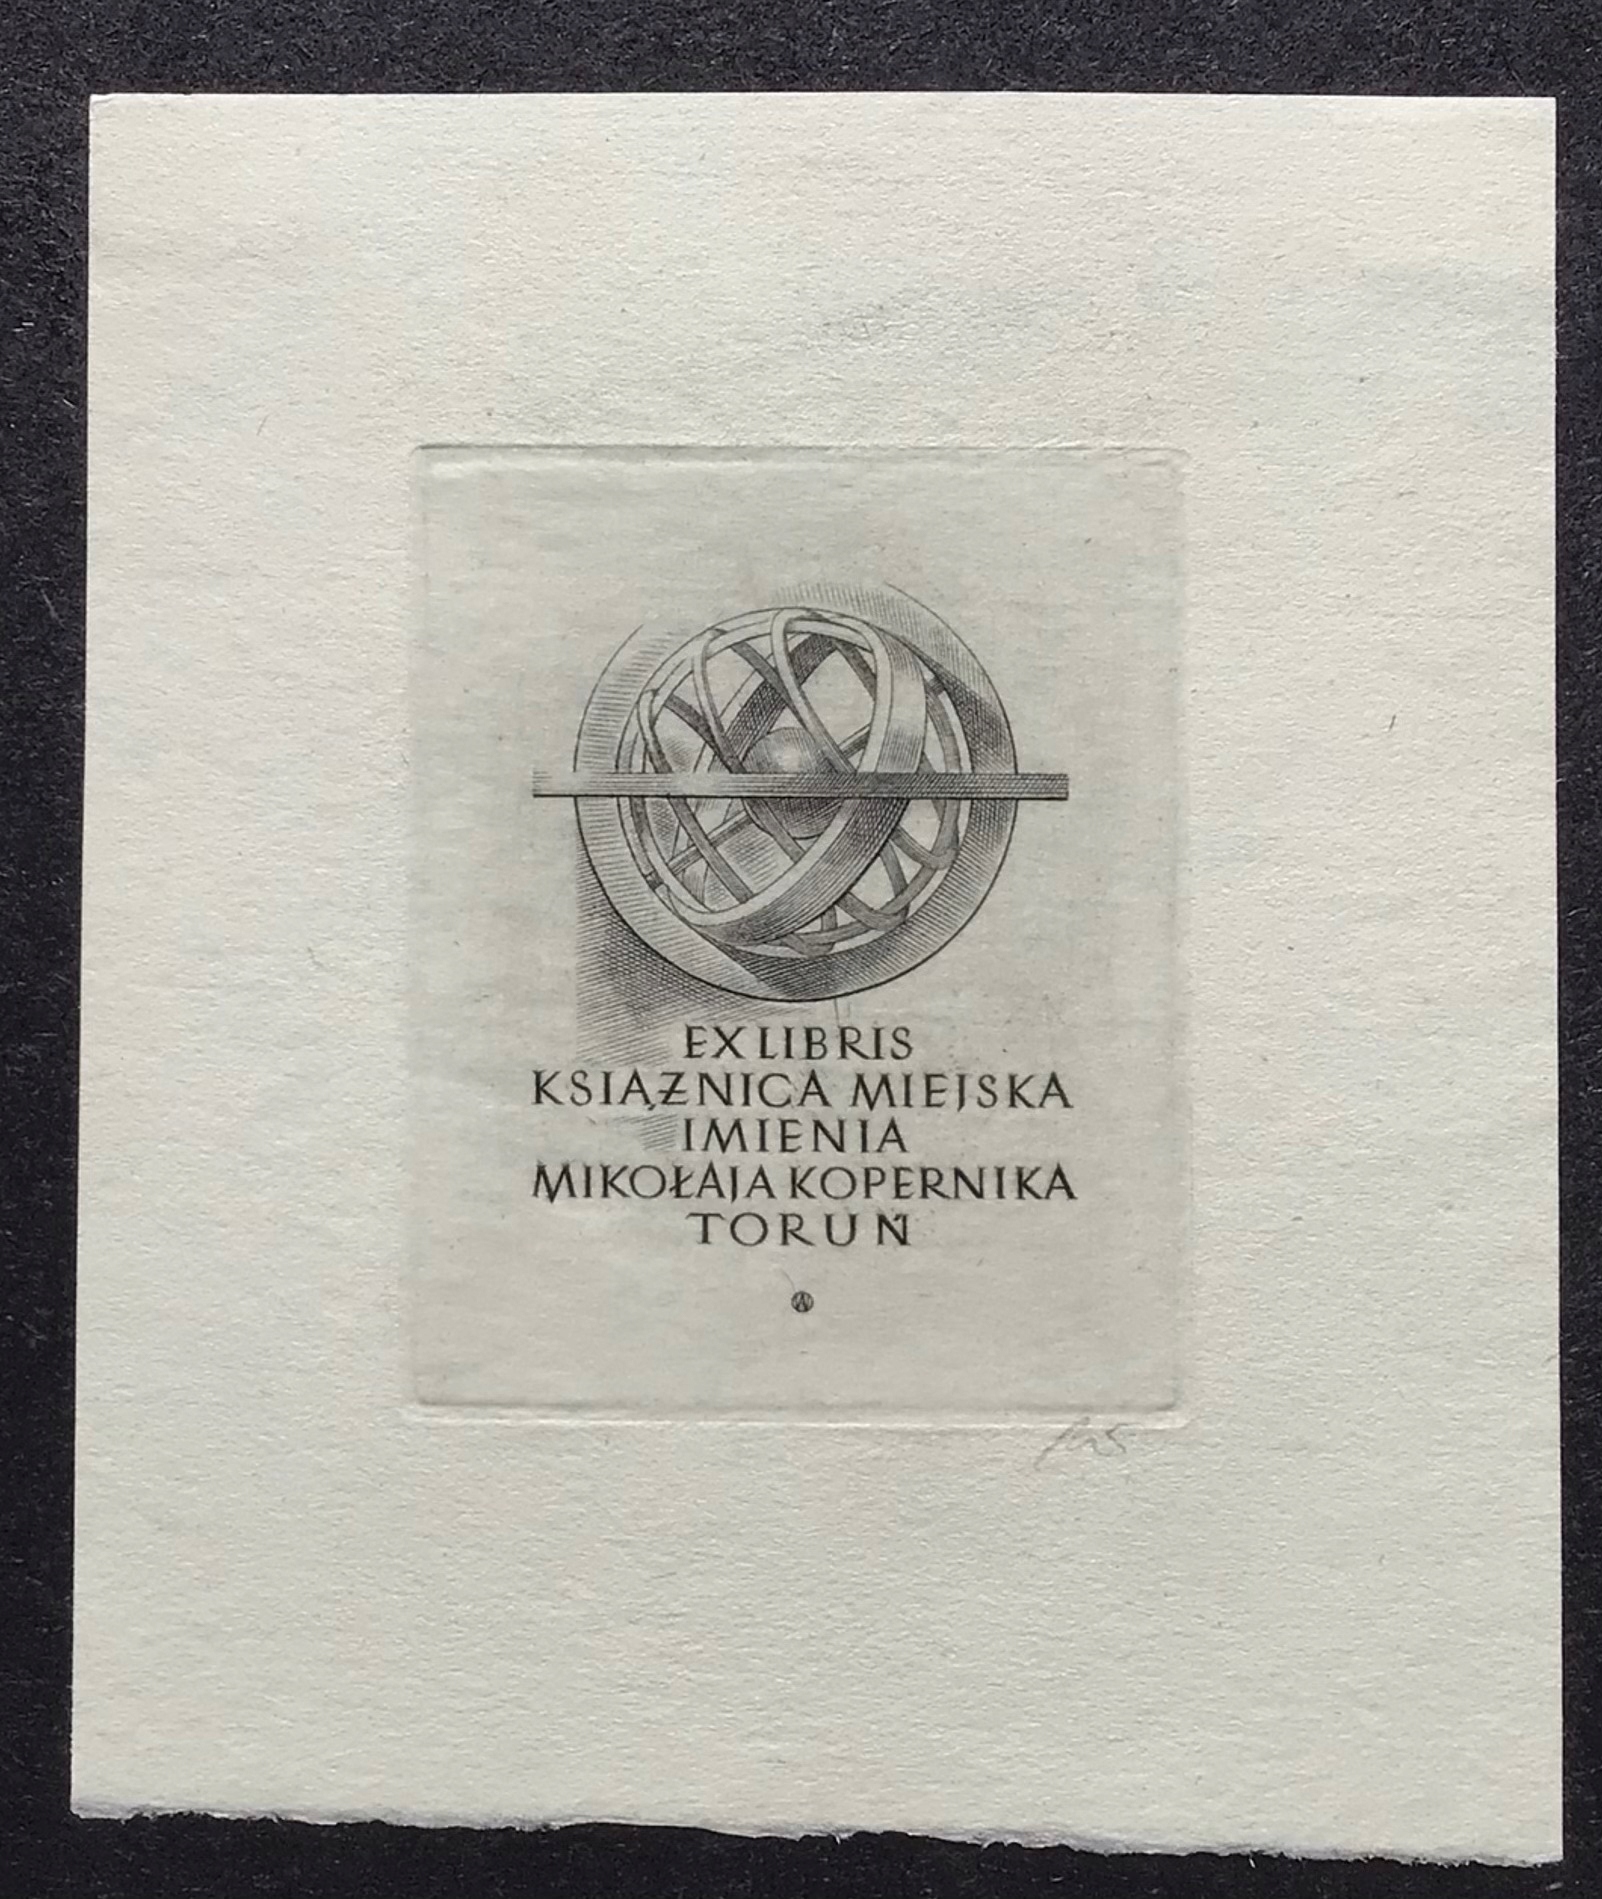 EX LIBRIS
KSIĄŻNICA MIEJSKA
IMIENIA
MIKOŁAJA KOPERNIKA
TORUŃ